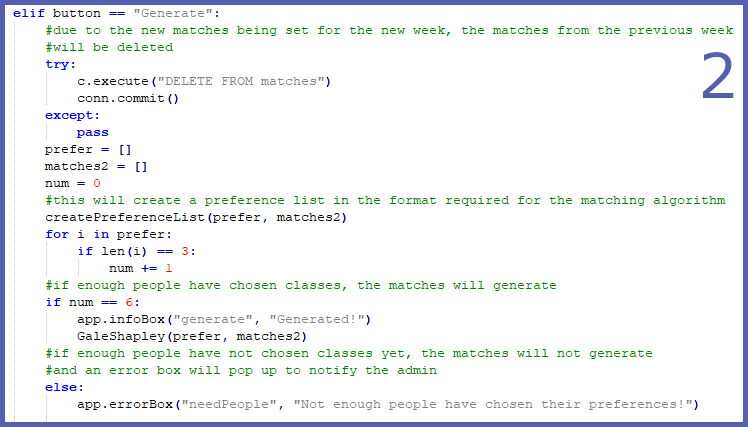 elif button == "Generate":
    #due to the new matches being set for the new week, the matches from the previous week
    #will be deleted
    try:
        c.execute("DELETE FROM matches")
        conn.commit()
    except:
        pass
    prefer = []
    matches2 = []
    num = 0
    #this will create a preference list in the format required for the matching algorithm
    createPreferenceList(prefer, matches2)
    for i in prefer:
        if len(i) == 3:
            num += 1
    #if enough people have chosen classes, the matches will generate
    if num == 6:
        app.infoBox("generate", "Generated!")
        GaleShapley(prefer, matches2)
    #if enough people have not chosen classes yet, the matches will not generate
    #and an error box will pop up to notify the admin
    else:
        app.errorBox("needPeople", "Not enough people have chosen their preferences!")
2